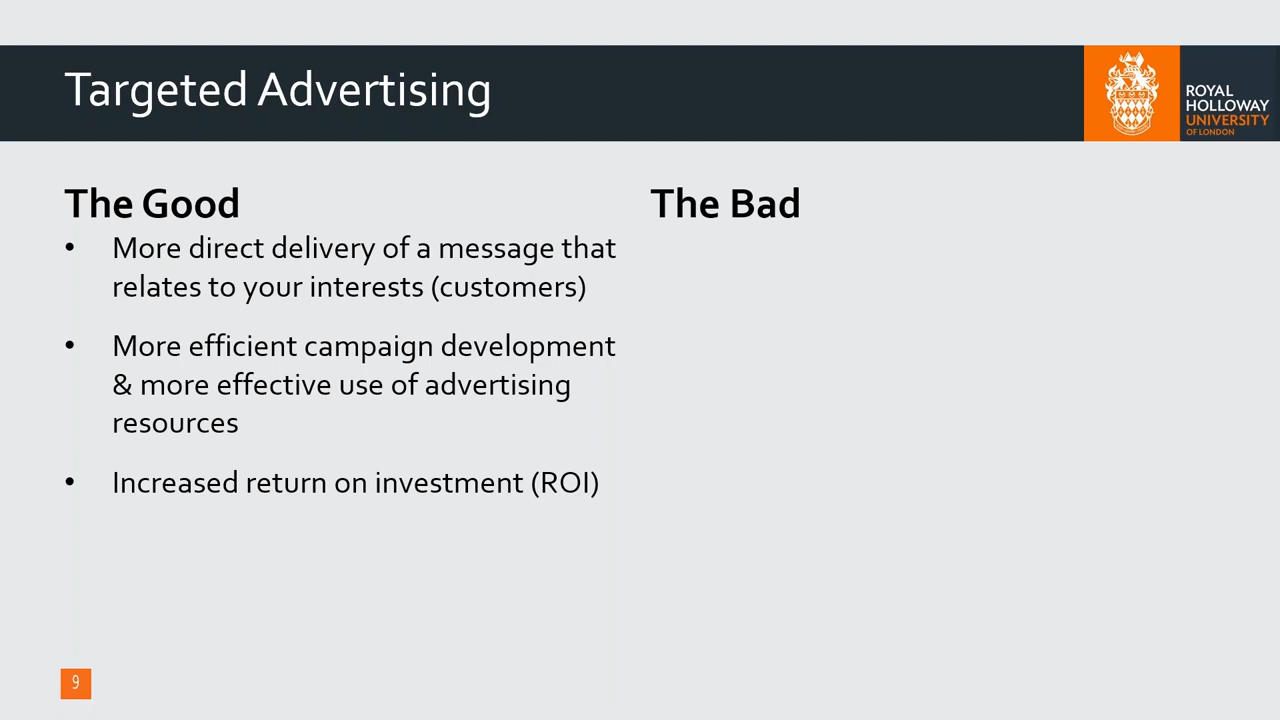 Targeted Advertising
ROYAL
HOLLOWAY
UNIVERSITY
OF LONDON
The Good
• More direct delivery of a message that
relates to your interests (customers)
• More efficient campaign development
& more effective use of advertising
resources
• Increased return on investment (ROI)
The Bad
9